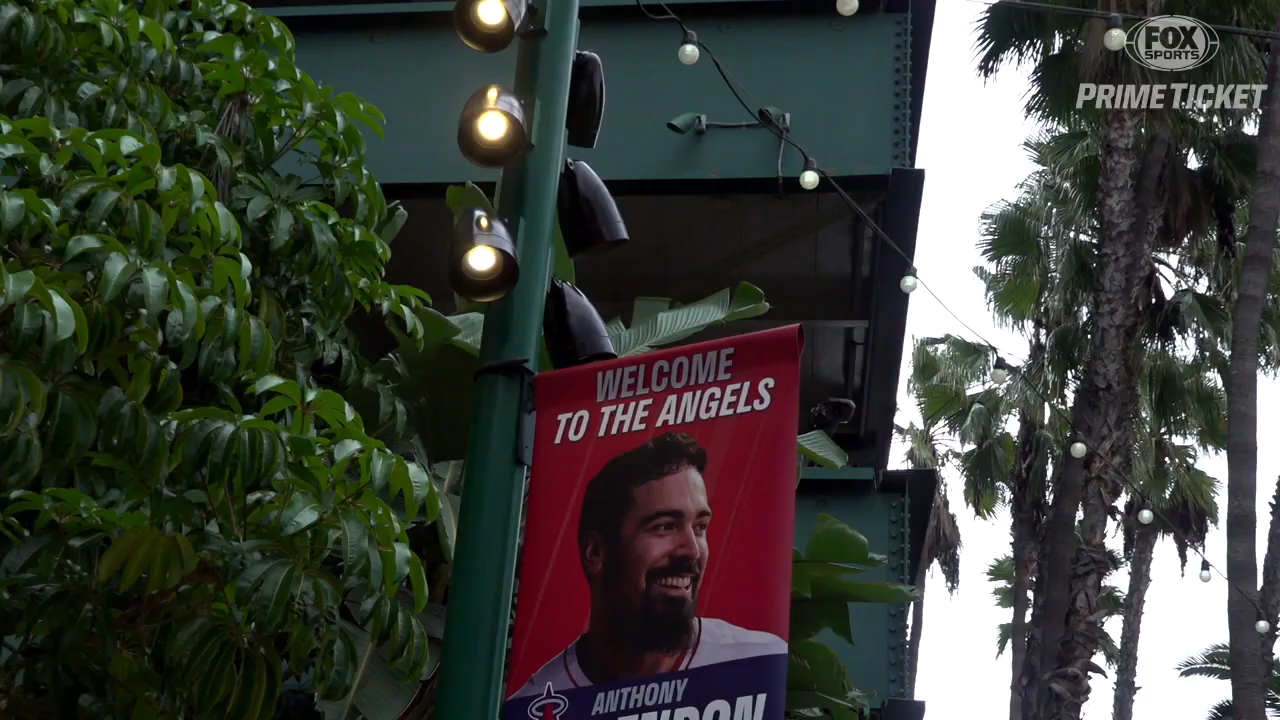 FOX
SPORTS
PRIME TICKET
WELCOME
TO THE ANGELS
ANTHONY